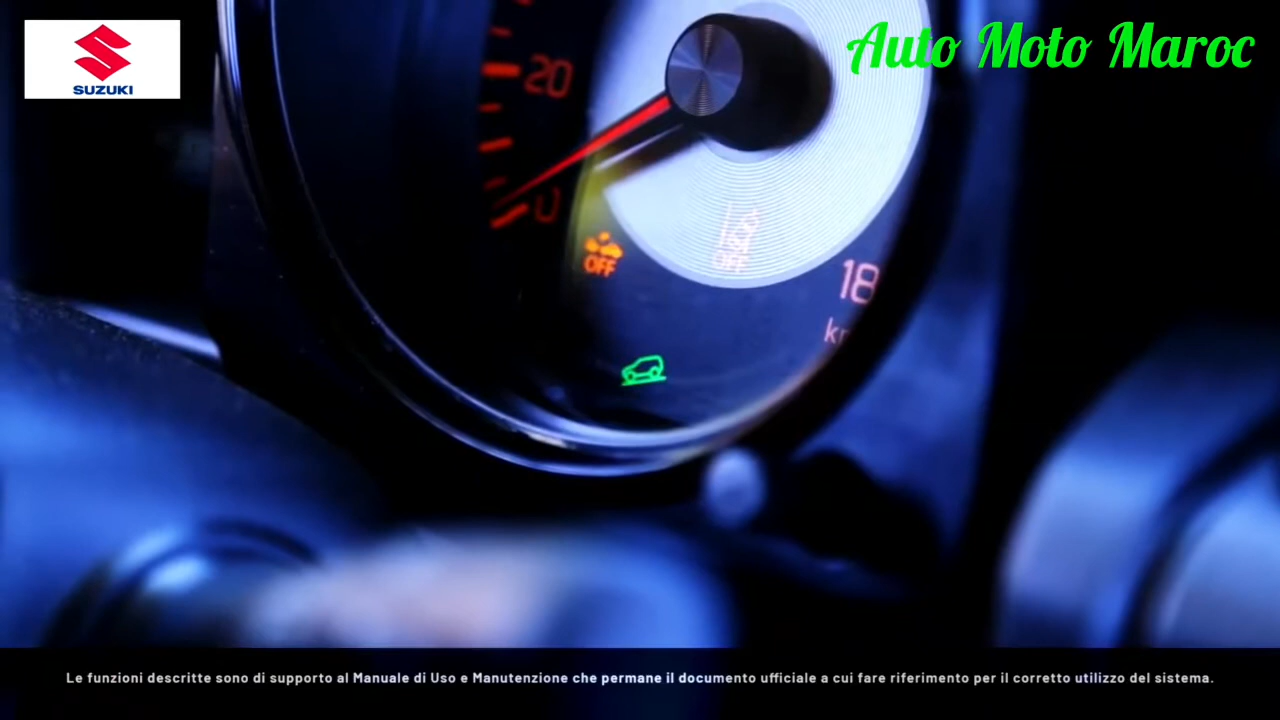 SUZUKI
Auto Moto Maroc
20
0
OFF
OFF
18
km
Le funzioni descritte sono di supporto al Manuale di Uso e Manutenzione che permane il documento ufficiale a cui fare riferimento per il corretto utilizzo del sistema.